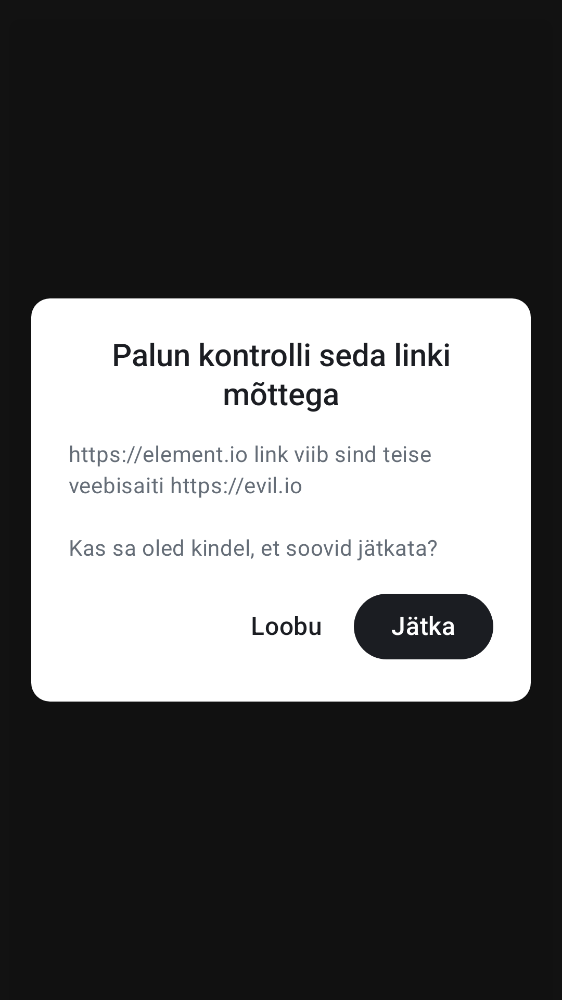 Palun kontrolli seda linki
mõttega
https://element.io link viib sind teise
veebisaiti https://evil.io
Kas sa oled kindel, et soovid jätkata?
Loobu
Jätka